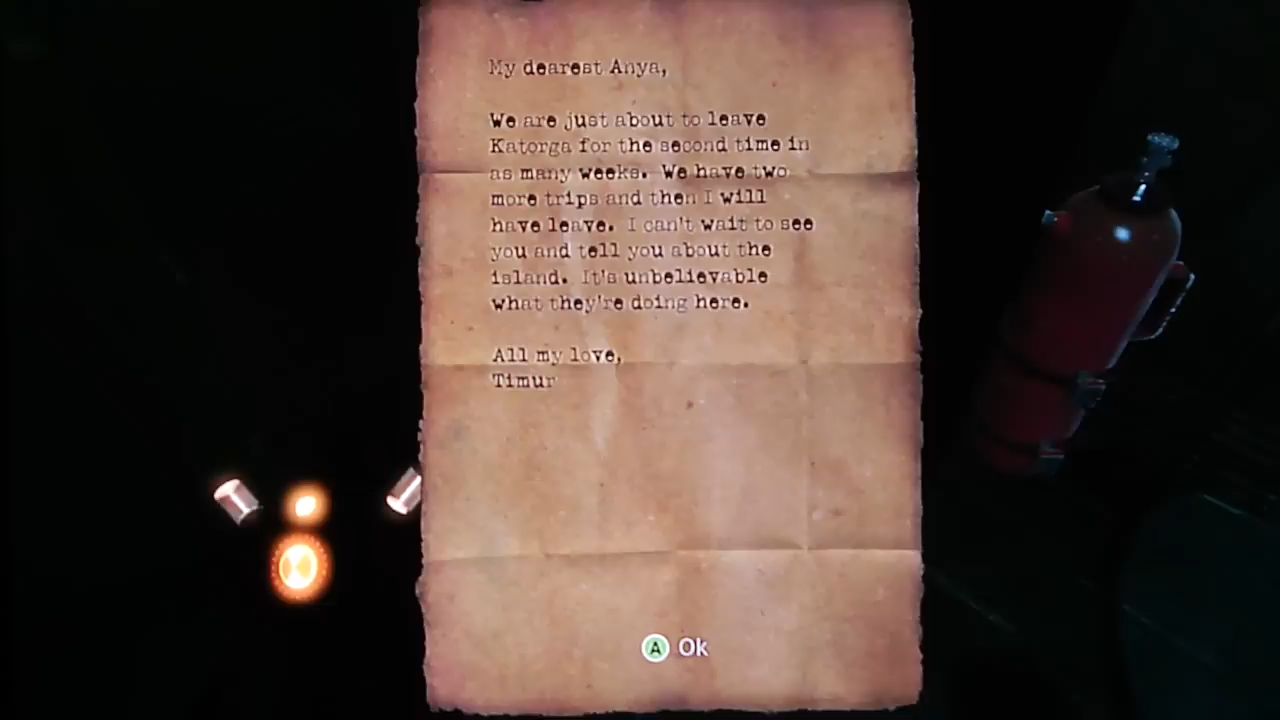 My dearest Anya,
We are just about to leave
Katorga for the second time in
as many weeks. We have two
more trips and then I will
have leave. I can't wait to see
you and tell you about the
island. It's unbelievable
what they're doing here.
All my love,
Timur
A Ok